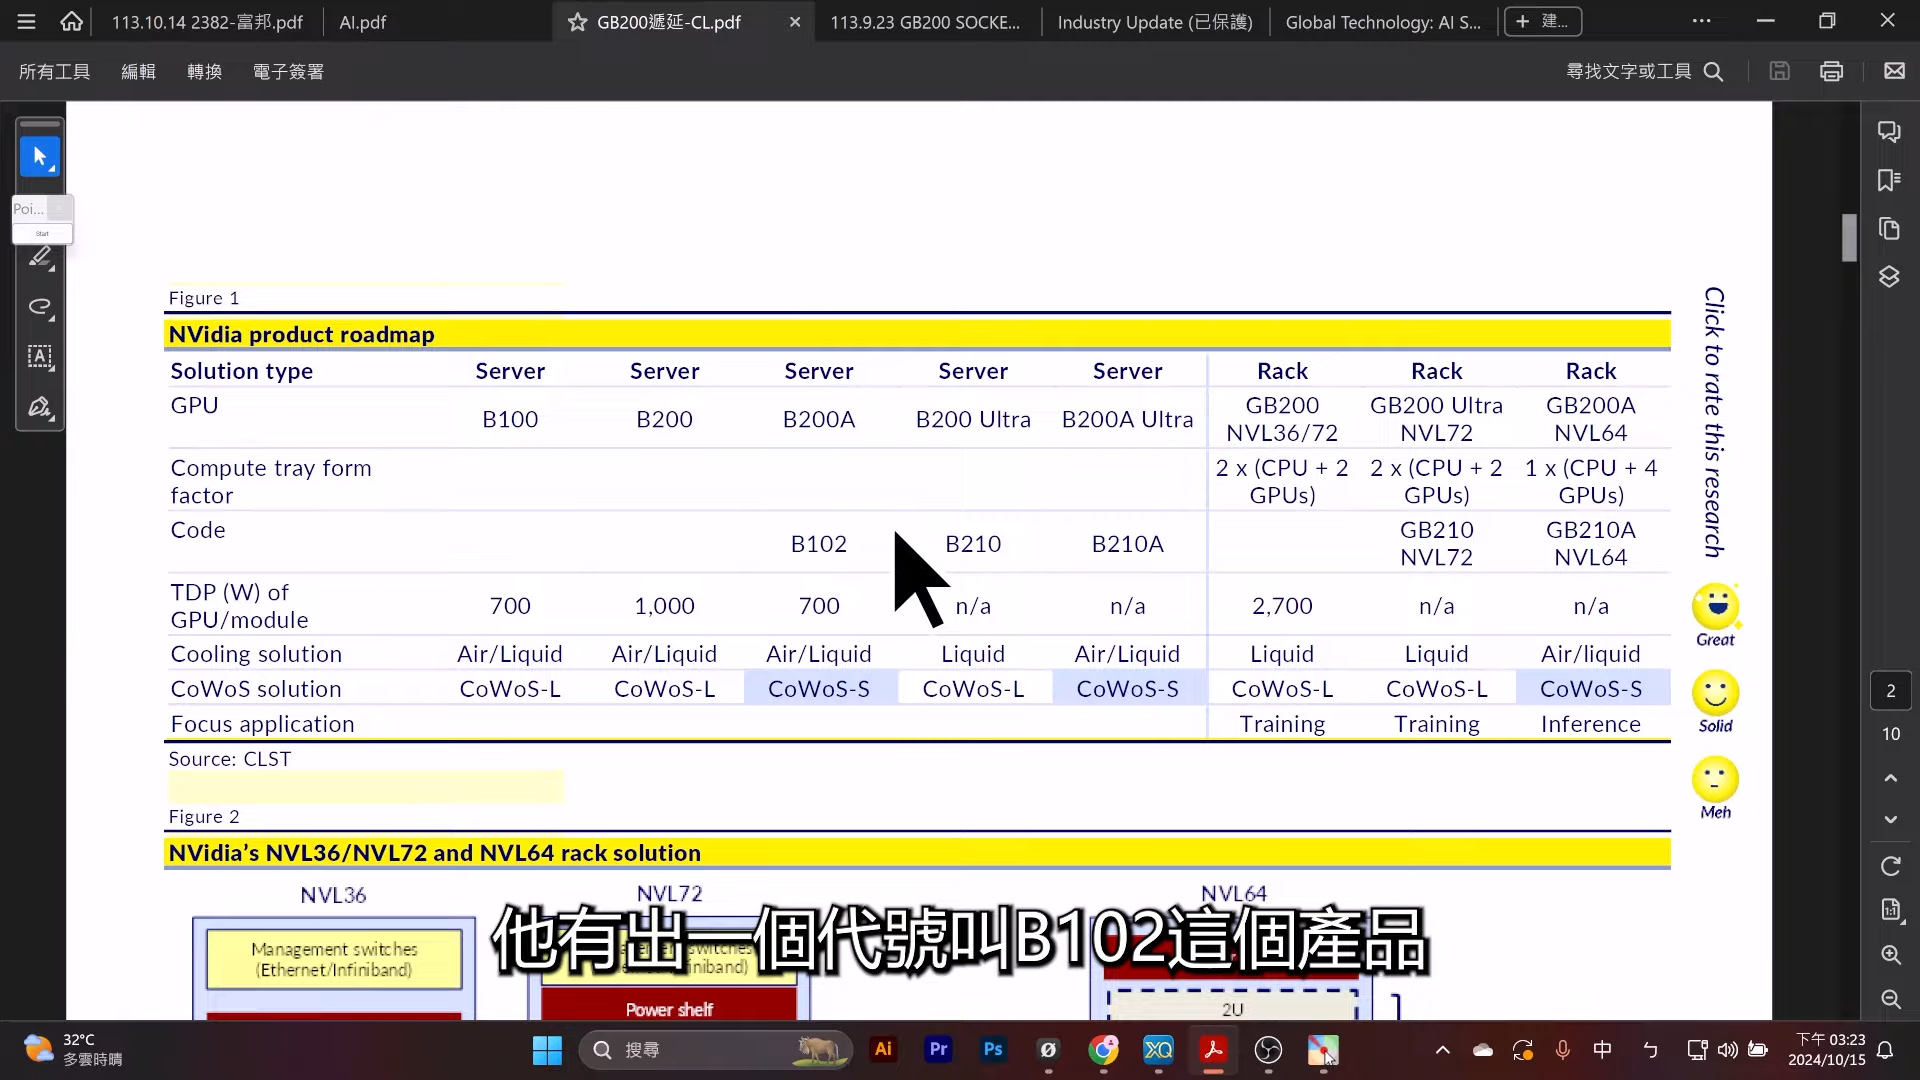 113.10.14 2382-富邦.pdf
AI.pdf
GB200遞延-CL.pdf
113.9.23 GB200 SOCKE...
Industry Update (已保護)
Global Technology: AI S...
建...
所有工具 編輯 轉換 電子簽署
尋找文字或工具
Poi...
Start
Figure 1
NVidia product roadmap
Solution type Server Server Server Server Server Rack Rack Rack
GPU B100 B200 B200A B200 Ultra B200A Ultra GB200 NVL36/72 GB200 Ultra NVL72 GB200A NVL64
Compute tray form factor 2 x (CPU + 2 GPUs) 2 x (CPU + 2 GPUs) 1 x (CPU + 4 GPUs)
Code B102 B210 B210A GB210 NVL72 GB210A NVL64
TDP (W) of GPU/module 700 1,000 700 n/a n/a 2,700 n/a n/a
Cooling solution Air/Liquid Air/Liquid Air/Liquid Liquid Air/Liquid Liquid Liquid Air/liquid
CoWoS solution CoWoS-L CoWoS-L CoWoS-S CoWoS-L CoWoS-S CoWoS-L CoWoS-L CoWoS-S
Focus application Training Training Inference
Source: CLST
Click to rate this research
Great
Solid
Meh
2
10
1:1
Figure 2
NVidia's NVL36/NVL72 and NVL64 rack solution
NVL36 NVL72 NVL64
Management switches
(Ethernet/Infiniband)
Power shelf
2U
他有出一個代號叫B102這個產品
32°C
多雲時晴
搜尋
Ai
Pr
Ps
XQ
中
ㄣ
下午 03:23
2024/10/15